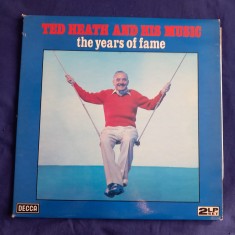 TED HEATH AND HIS MUSIC
the years of fame
DECCA
2LP